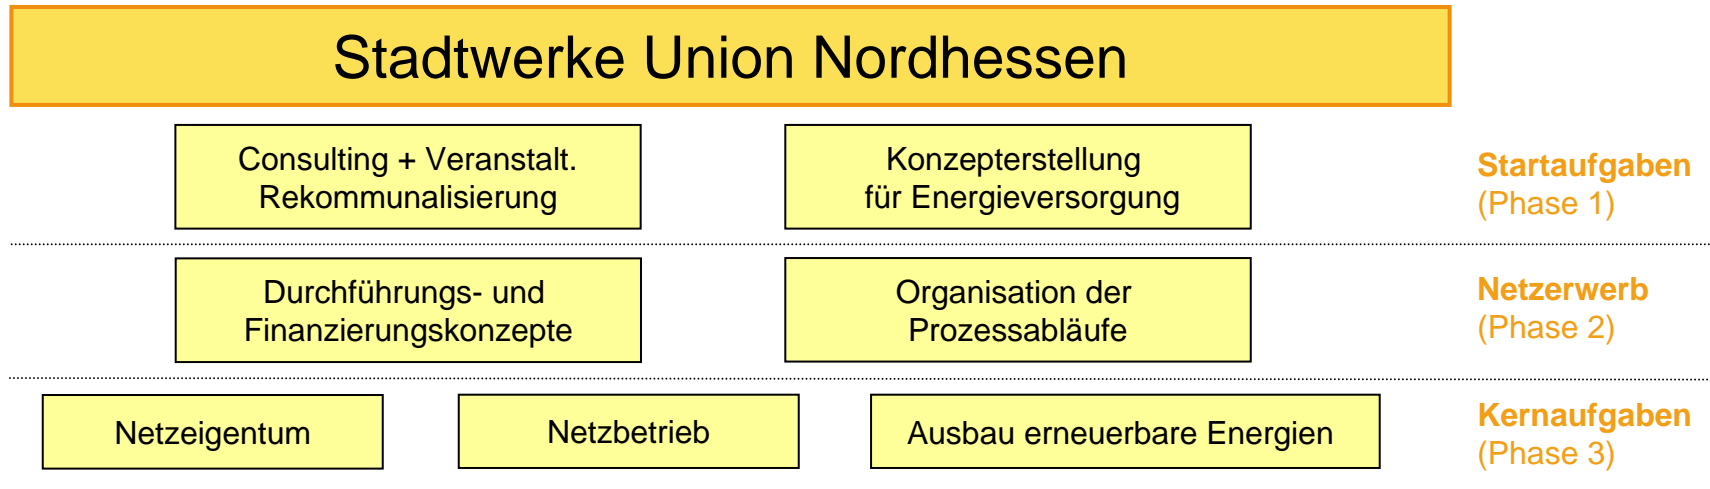 Stadtwerke Union Nordhessen
Consulting + Veranstalt.
Rekommunalisierung
Konzepterstellung
für Energieversorgung
Startaufgaben
(Phase 1)
Durchführungs- und
Finanzierungskonzepte
Organisation der
Prozessabläufe
Netzerwerb
(Phase 2)
Netzeigentum
Netzbetrieb
Ausbau erneuerbare Energien
Kernaufgaben
(Phase 3)